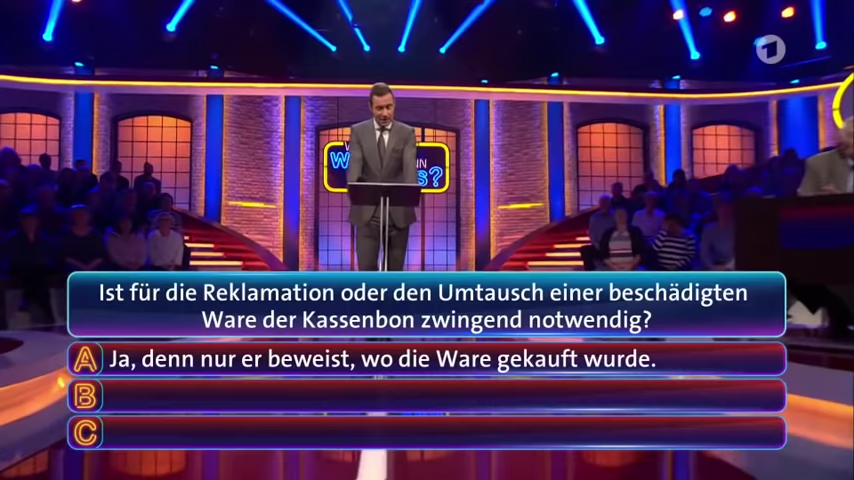 Ist für die Reklamation oder den Umtausch einer beschädigten
Ware der Kassenbon zwingend notwendig?
A Ja, denn nur er beweist, wo die Ware gekauft wurde.
B
C